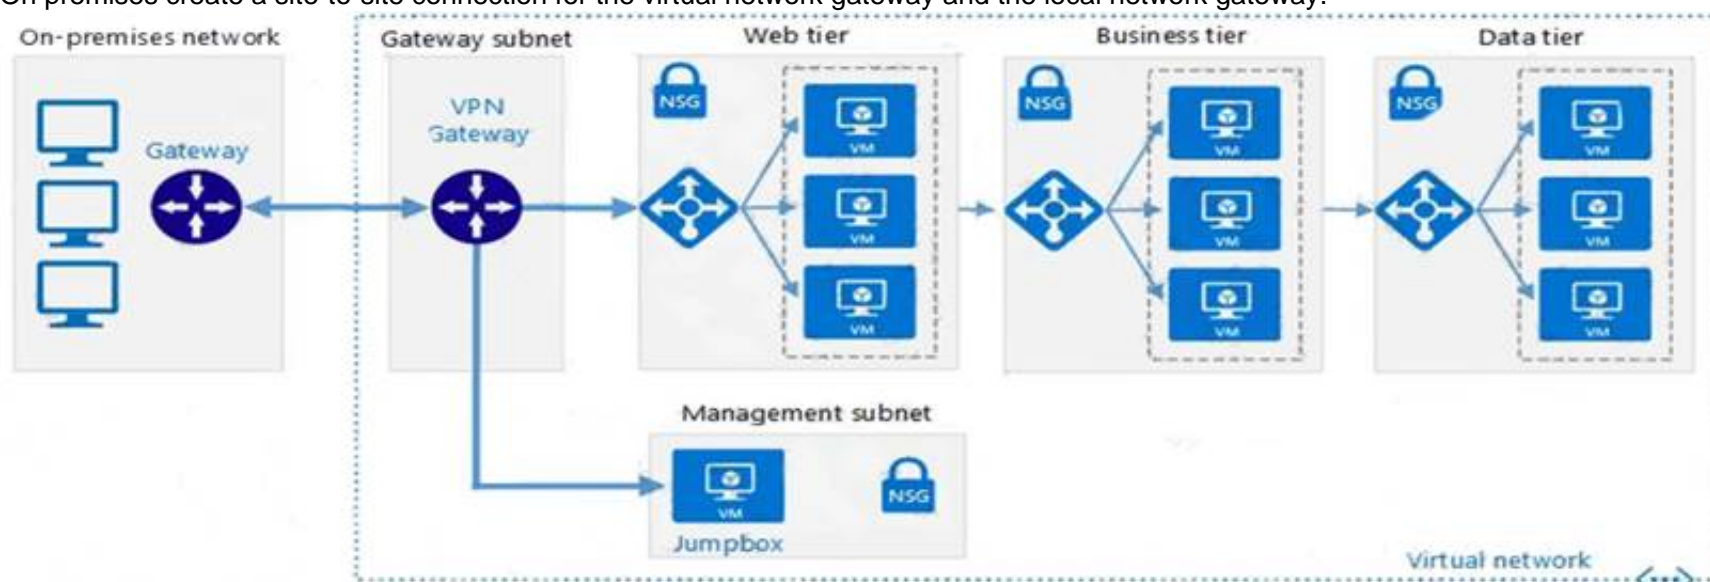 On premises create a site-to-site connection for the virtual network gateway and the local network gateway.
On-premises network
Gateway subnet
Web tier
Business tier
Data tier
NSG
NSG
NSG
VPN
Gateway
Gateway
VM
VM
VM
VM
VM
VM
VM
VM
VM
Management subnet
VM
NSG
Jumpbox
Virtual network